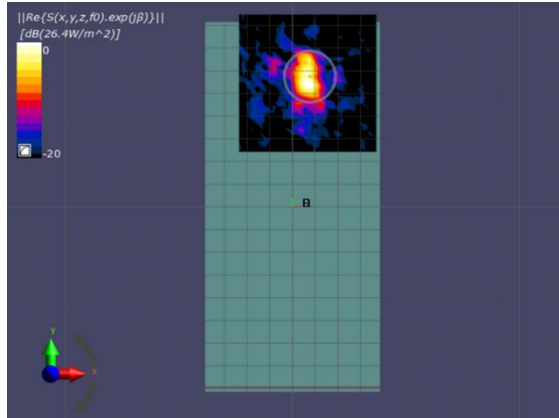 ||Re{S(x,y,z,f0).exp(jβ)}||
[dB(26.4W/m^2)]
0
-20
y
x